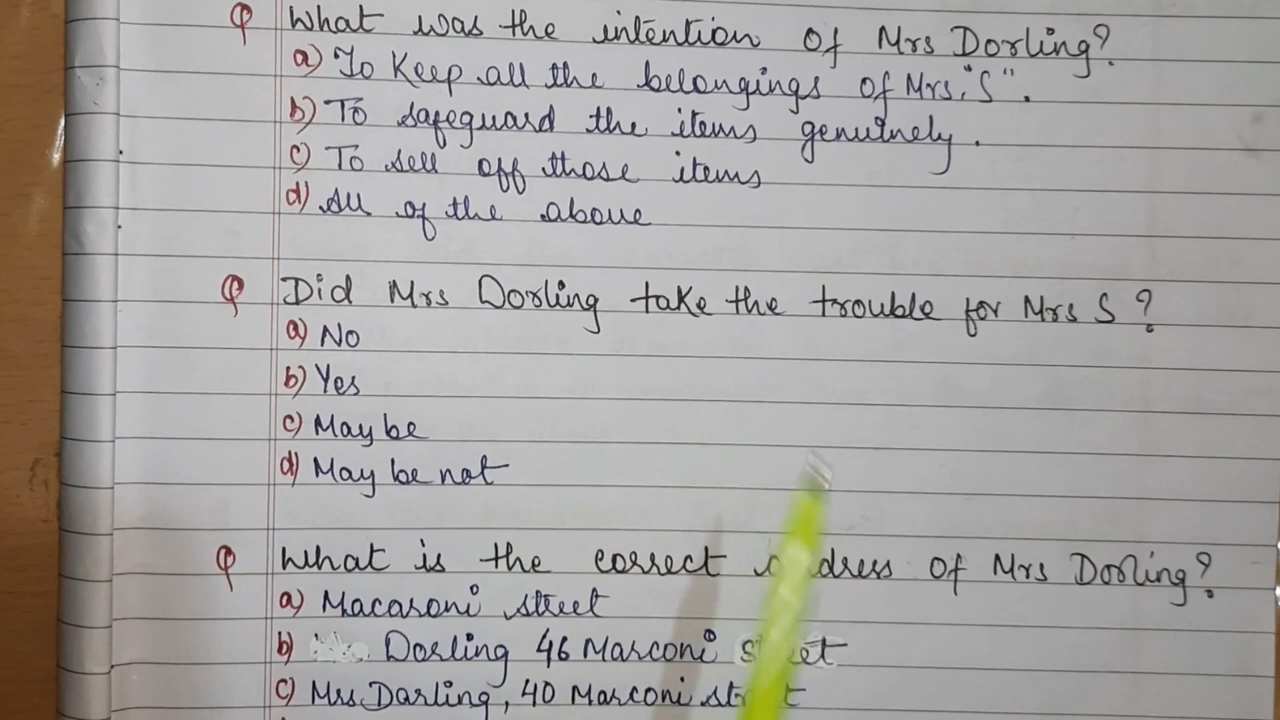 Q What was the intention of Mrs Dorling?
a) To Keep all the belongings of Mrs. "S".
b) To safeguard the items genuinely.
c) To sell off those items
d) All of the above
Q Did Mrs Dorling take the trouble for Mrs S?
a) No
b) Yes
c) May be
d) May be not
Q What is the correct address of Mrs Dorling?
a) Macaroni street
b) Dorling 46 Marconi street
c) Mrs. Darling, 40 Marconi street